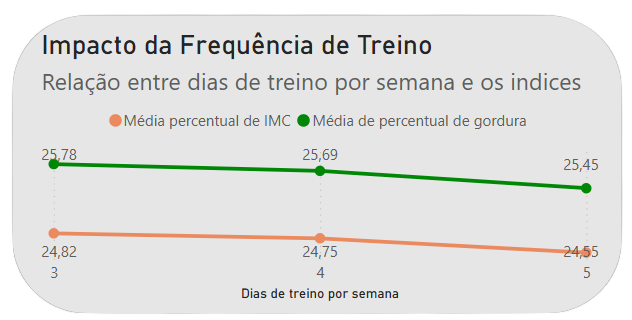 Impacto da Frequência de Treino
Relação entre dias de treino por semana e os indices
Média percentual de IMC Média de percentual de gordura
25,78 25,69 25,45
24,82 24,75 24,55
3 4 5
Dias de treino por semana